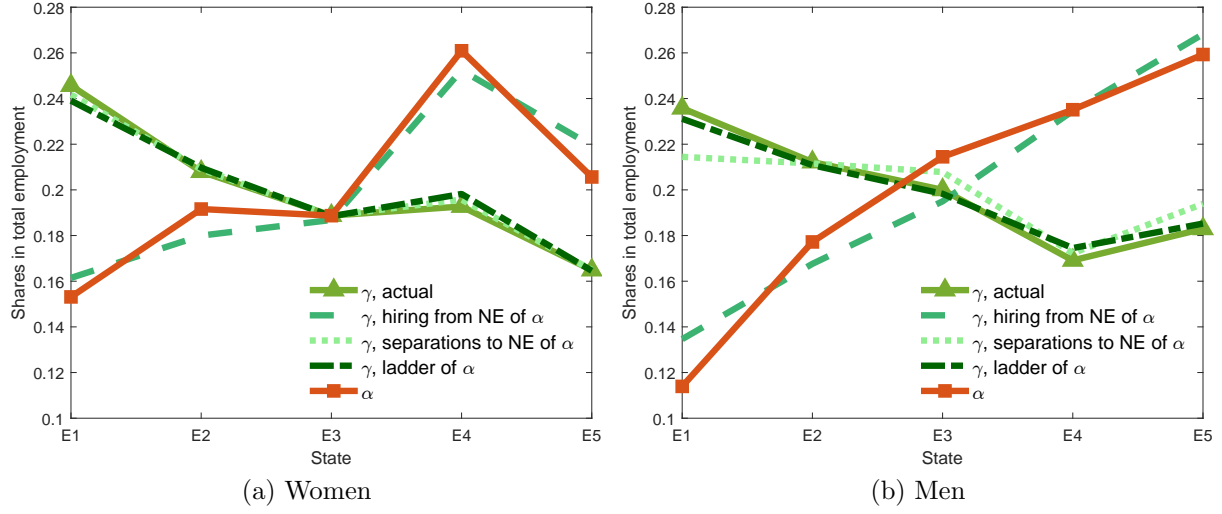 Shares in total employment
0.28
0.26
0.24
0.22
0.2
0.18
0.16
0.14
0.12
0.1
γ, actual
γ, hiring from NE of α
γ, separations to NE of α
γ, ladder of α
α
E1 E2 E3 E4 E5
State
(a) Women
Shares in total employment
0.28
0.26
0.24
0.22
0.2
0.18
0.16
0.14
0.12
0.1
γ, actual
γ, hiring from NE of α
γ, separations to NE of α
γ, ladder of α
α
E1 E2 E3 E4 E5
State
(b) Men